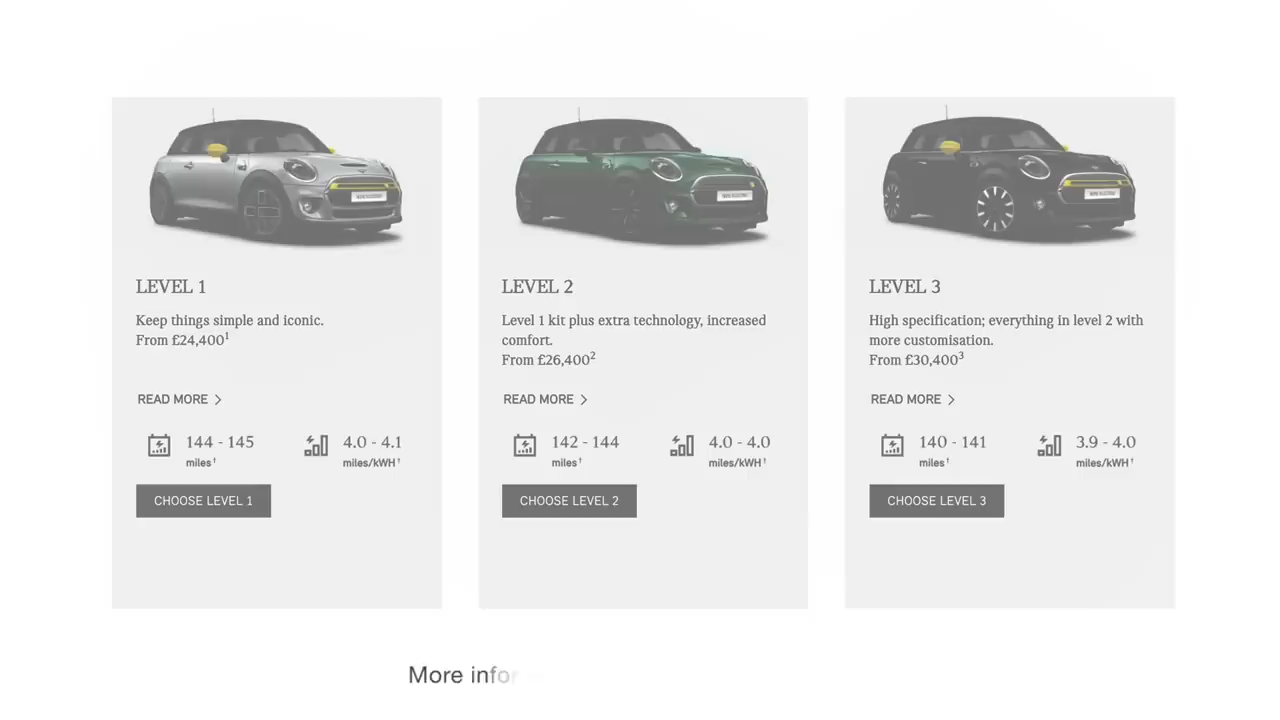 LEVEL 1
Keep things simple and iconic.
From £24,400¹
READ MORE
144 - 145
miles†
4.0 - 4.1
miles/kWH†
CHOOSE LEVEL 1
LEVEL 2
Level 1 kit plus extra technology, increased
comfort.
From £26,400²
READ MORE
142 - 144
miles†
4.0 - 4.0
miles/kWH†
CHOOSE LEVEL 2
LEVEL 3
High specification; everything in level 2 with
more customisation.
From £30,400³
READ MORE
140 - 141
miles†
3.9 - 4.0
miles/kWH†
CHOOSE LEVEL 3
More infor